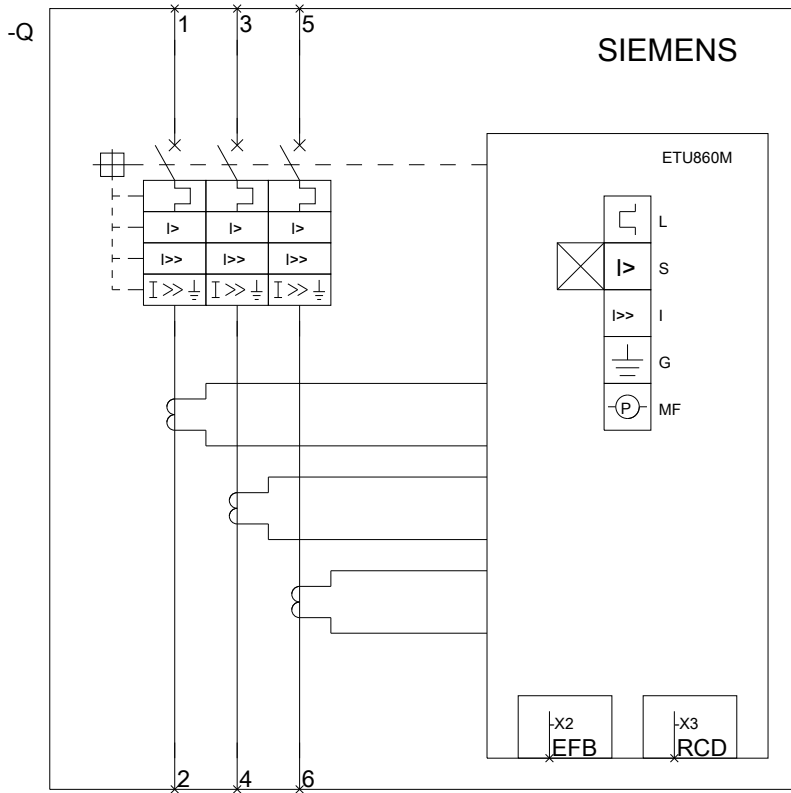 -Q
1 3 5
SIEMENS
ETU860M
L
I> I> I>
I> S
I>> I>> I>>
I>> >> I>> >> I>> >>
I>> I
G
P MF
-X2
EFB
-X3
RCD
2 4 6